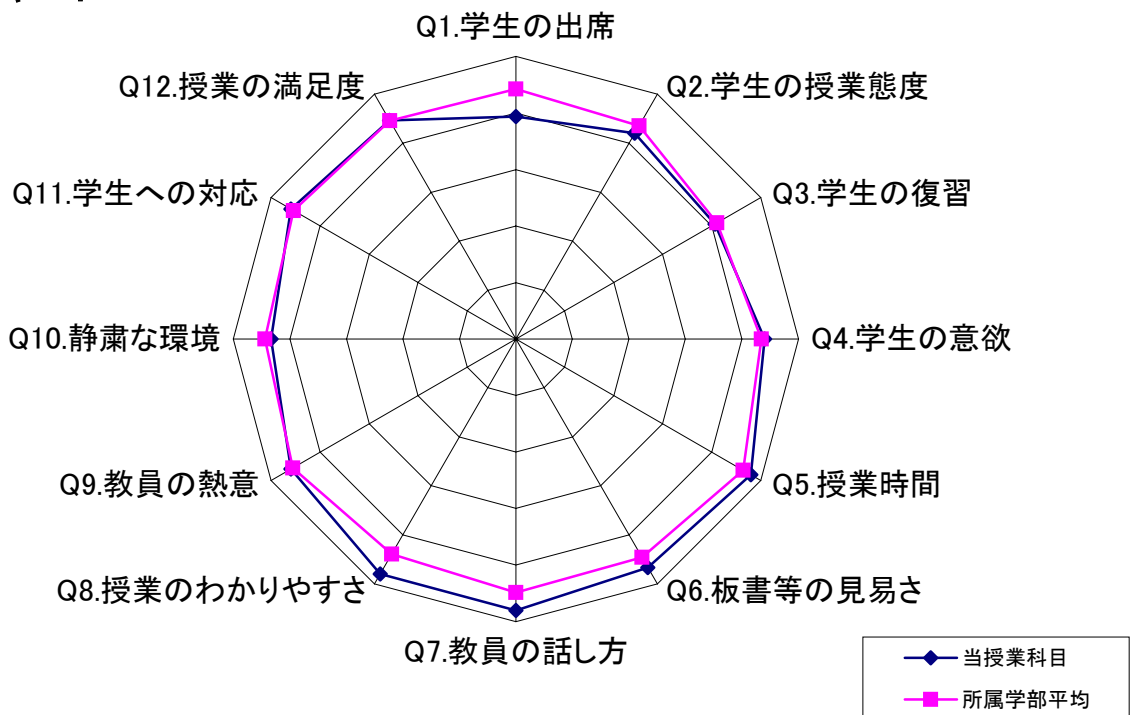 Q1.学生の出席
Q2.学生の授業態度
Q3.学生の復習
Q4.学生の意欲
Q5.授業時間
Q6.板書等の見易さ
Q7.教員の話し方
Q8.授業のわかりやすさ
Q9.教員の熱意
Q10.静粛な環境
Q11.学生への対応
Q12.授業の満足度
当授業科目
所属学部平均